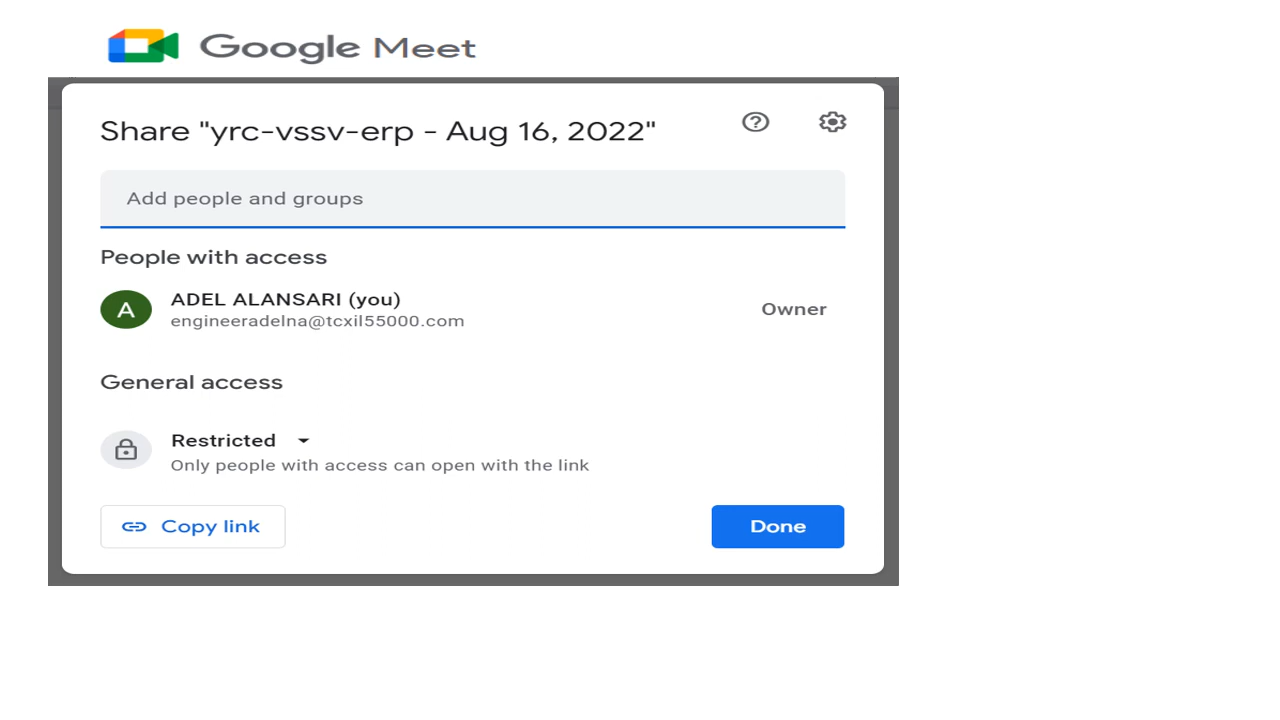 Google Meet
Share "yrc-vssv-erp - Aug 16, 2022"
Add people and groups
People with access
A
ADEL ALANSARI (you)
engineeradelna@tcxil55000.com
Owner
General access
Restricted
Only people with access can open with the link
Copy link
Done